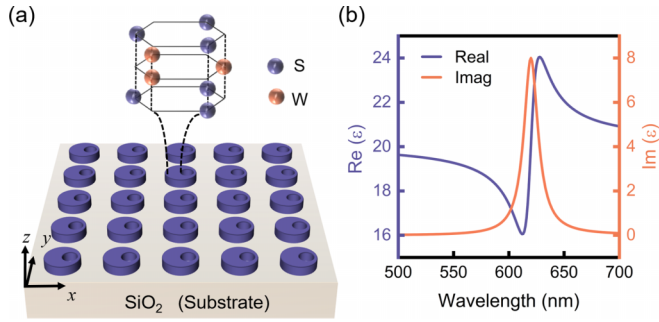 (a)
S
W
z
y
x
SiO₂ (Substrate)
(b)
Real
Imag
Re (ε)
24
22
20
18
16
8
6
4
2
0
Im (ε)
500 550 600 650 700
Wavelength (nm)